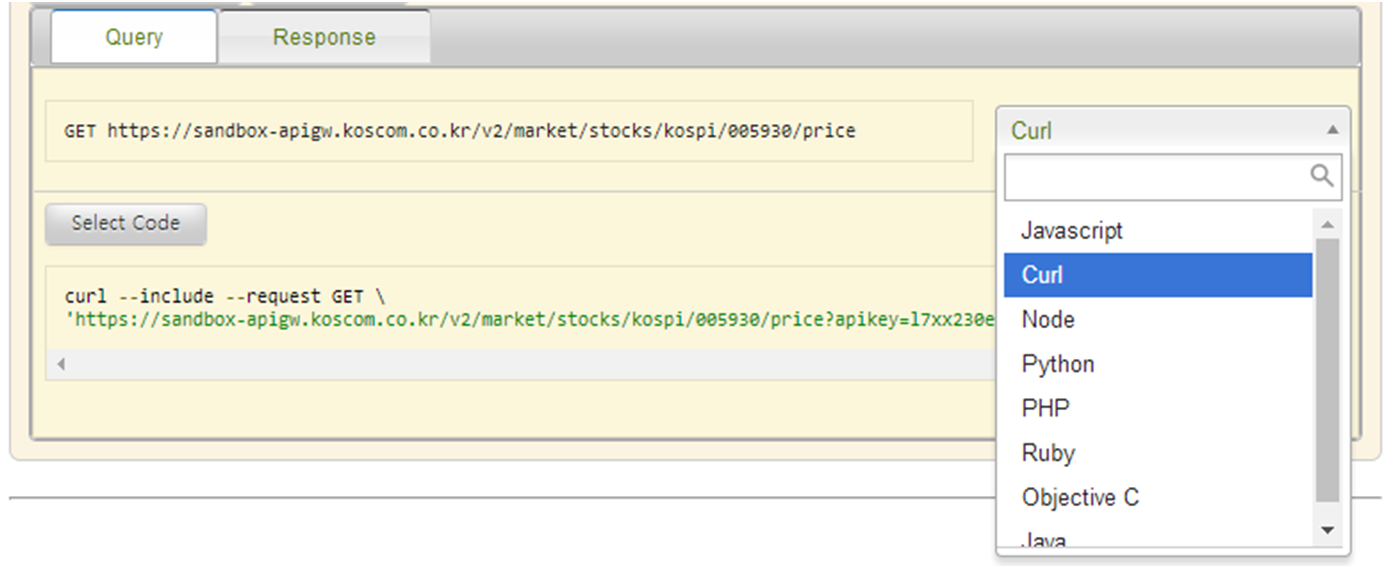 Query
Response
GET https://sandbox-apigw.koscom.co.kr/v2/market/stocks/kospi/005930/price
Curl
Select Code
curl --include --request GET \
'https://sandbox-apigw.koscom.co.kr/v2/market/stocks/kospi/005930/price?apikey=l7xx230e
Javascript
Curl
Node
Python
PHP
Ruby
Objective C
Java